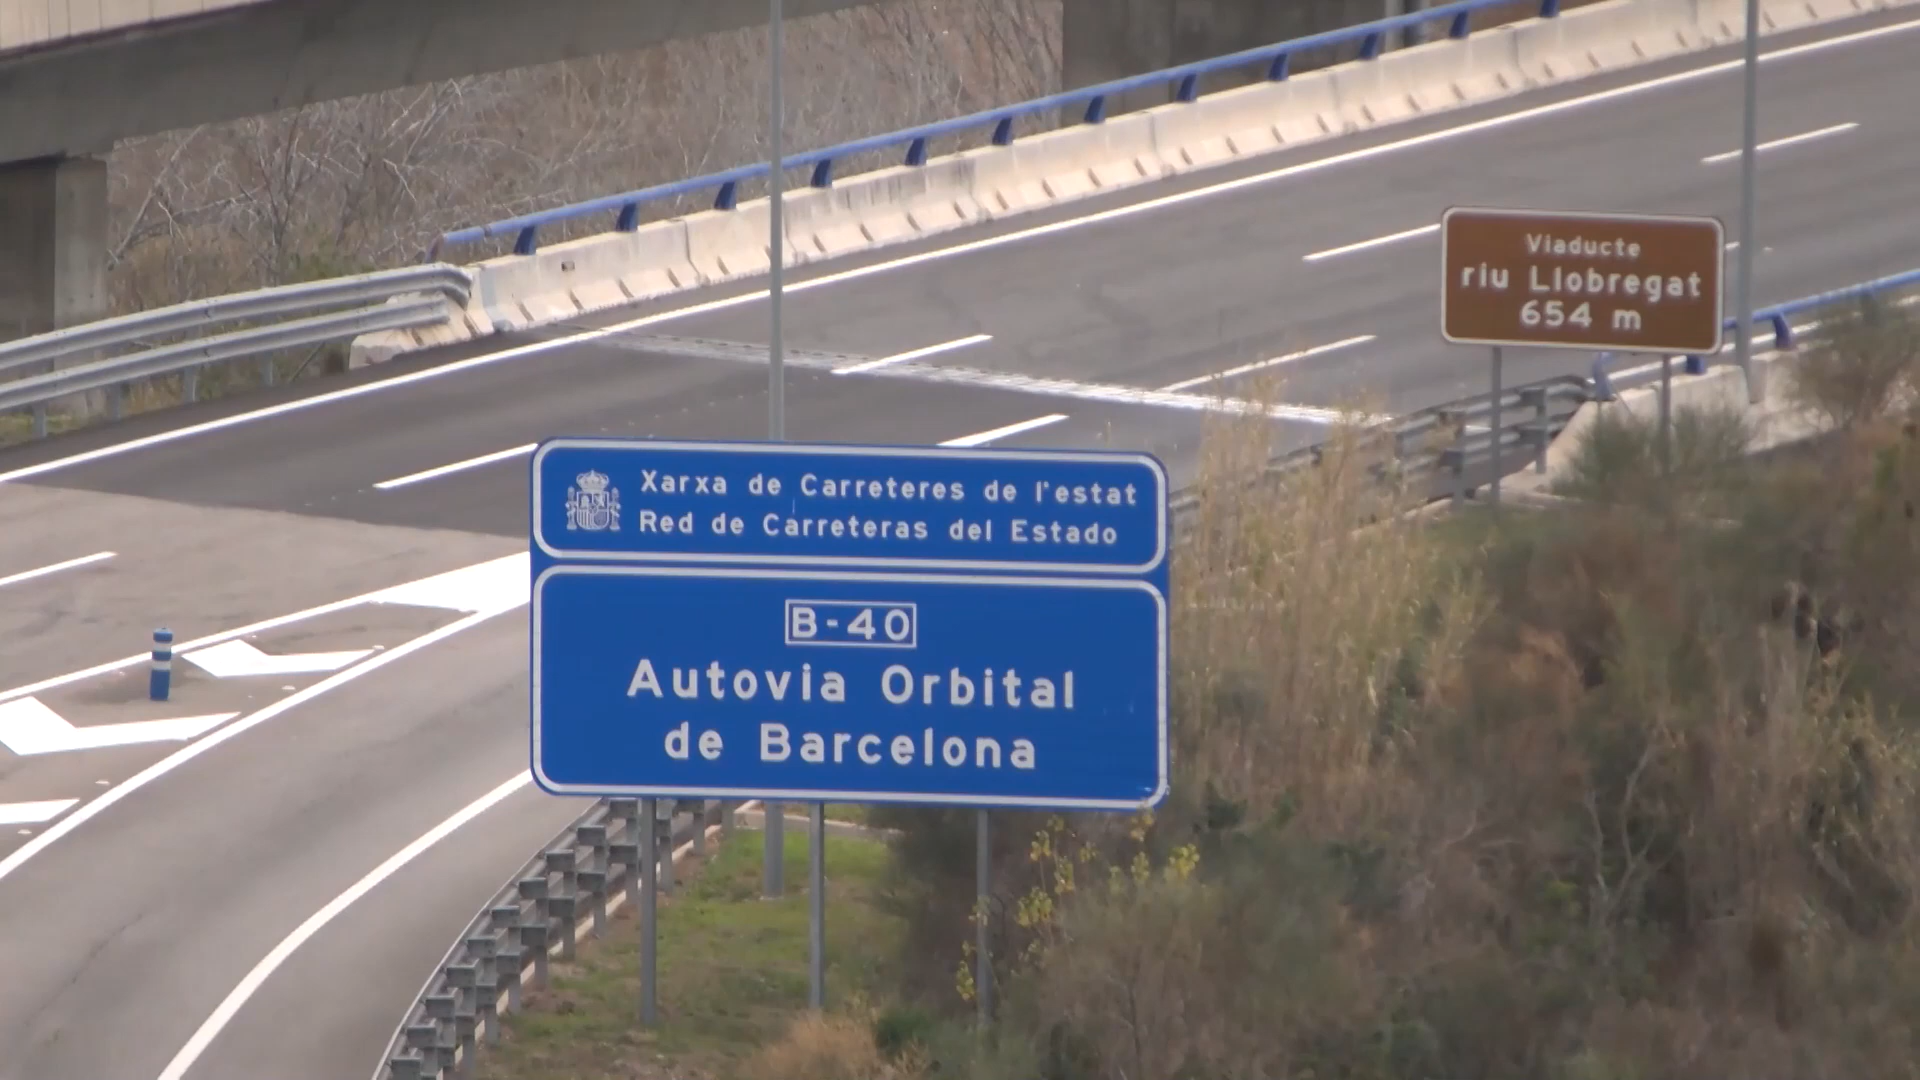 Xarxa de Carreteres de l'estat
Red de Carreteras del Estado
B-40
Autovia Orbital
de Barcelona
Viaducte
riu Llobregat
654 m